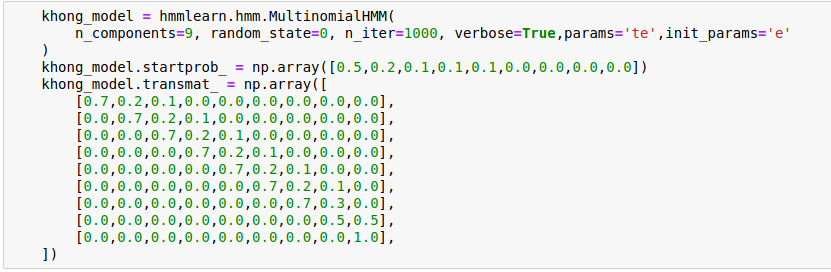 khong_model = hmmlearn.hmm.MultinomialHMM(
    n_components=9, random_state=0, n_iter=1000, verbose=True,params='te',init_params='e'
)
khong_model.startprob_ = np.array([0.5,0.2,0.1,0.1,0.1,0.0,0.0,0.0,0.0])
khong_model.transmat_ = np.array([
    [0.7,0.2,0.1,0.0,0.0,0.0,0.0,0.0,0.0],
    [0.0,0.7,0.2,0.1,0.0,0.0,0.0,0.0,0.0],
    [0.0,0.0,0.7,0.2,0.1,0.0,0.0,0.0,0.0],
    [0.0,0.0,0.0,0.7,0.2,0.1,0.0,0.0,0.0],
    [0.0,0.0,0.0,0.0,0.7,0.2,0.1,0.0,0.0],
    [0.0,0.0,0.0,0.0,0.0,0.7,0.2,0.1,0.0],
    [0.0,0.0,0.0,0.0,0.0,0.0,0.7,0.3,0.0],
    [0.0,0.0,0.0,0.0,0.0,0.0,0.0,0.5,0.5],
    [0.0,0.0,0.0,0.0,0.0,0.0,0.0,0.0,1.0],
])